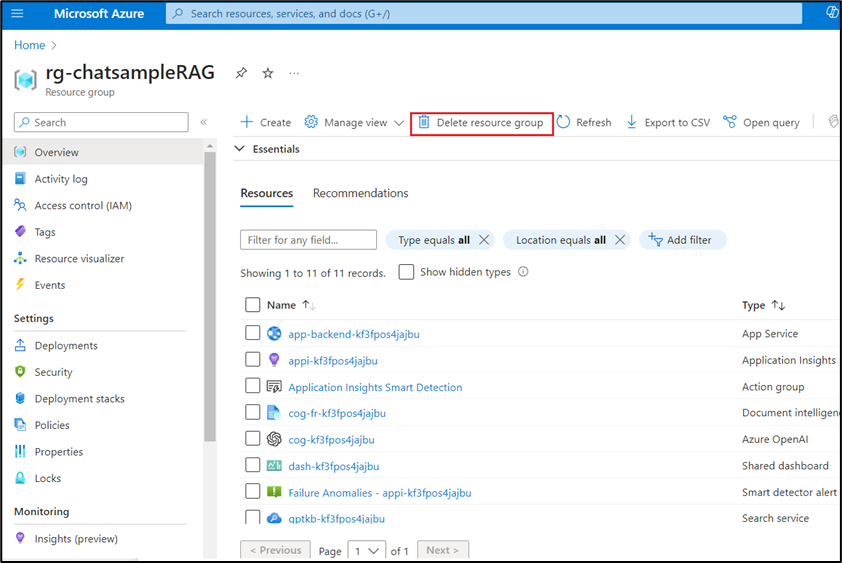 Microsoft Azure
Search resources, services, and docs (G+/)
Home
rg-chatsampleRAG
Resource group
Search
Create
Manage view
Delete resource group
Refresh
Export to CSV
Open query
Essentials
Overview
Activity log
Access control (IAM)
Tags
Resource visualizer
Events
Settings
Deployments
Security
Deployment stacks
Policies
Properties
Locks
Monitoring
Insights (preview)
Resources
Recommendations
Filter for any field...
Type equals all
Location equals all
Add filter
Showing 1 to 11 of 11 records.
Show hidden types
Name
Type
app-backend-kf3fpos4jajbu
App Service
appi-kf3fpos4jajbu
Application Insights
Application Insights Smart Detection
Action group
cog-fr-kf3fpos4jajbu
Document intelligen
cog-kf3fpos4jajbu
Azure OpenAI
dash-kf3fpos4jajbu
Shared dashboard
Failure Anomalies - appi-kf3fpos4jajbu
Smart detector alert
gptkb-kf3fpos4jajbu
Search service
< Previous
Page
1
of 1
Next >